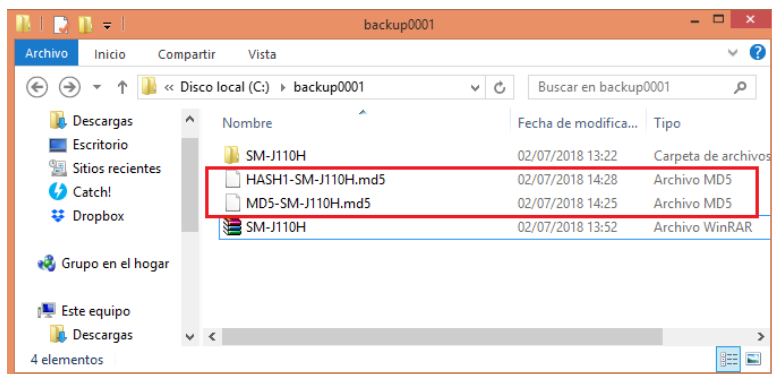 backup0001
Archivo Inicio Compartir Vista
« Disco local (C:) ▸ backup0001 Buscar en backup0001
Descargas
Escritorio
Sitios recientes
Catch!
Dropbox
Grupo en el hogar
Este equipo
Descargas
Nombre Fecha de modifica... Tipo
SM-J110H 02/07/2018 13:22 Carpeta de archivos
HASH1-SM-J110H.md5 02/07/2018 14:28 Archivo MD5
MD5-SM-J110H.md5 02/07/2018 14:25 Archivo MD5
SM-J110H 02/07/2018 13:52 Archivo WinRAR
4 elementos